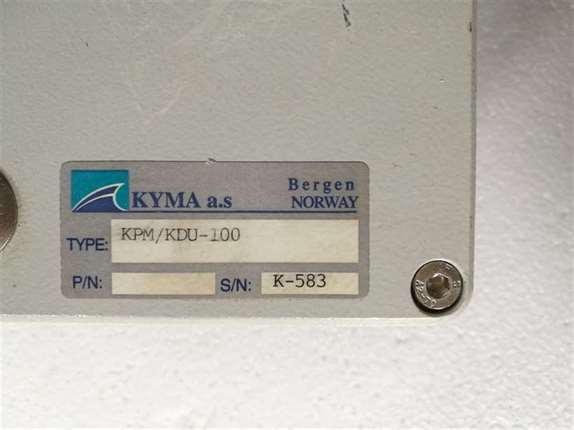 KYMA a.s
Bergen
NORWAY
TYPE: KPM/KDU-100
P/N: S/N: K-583